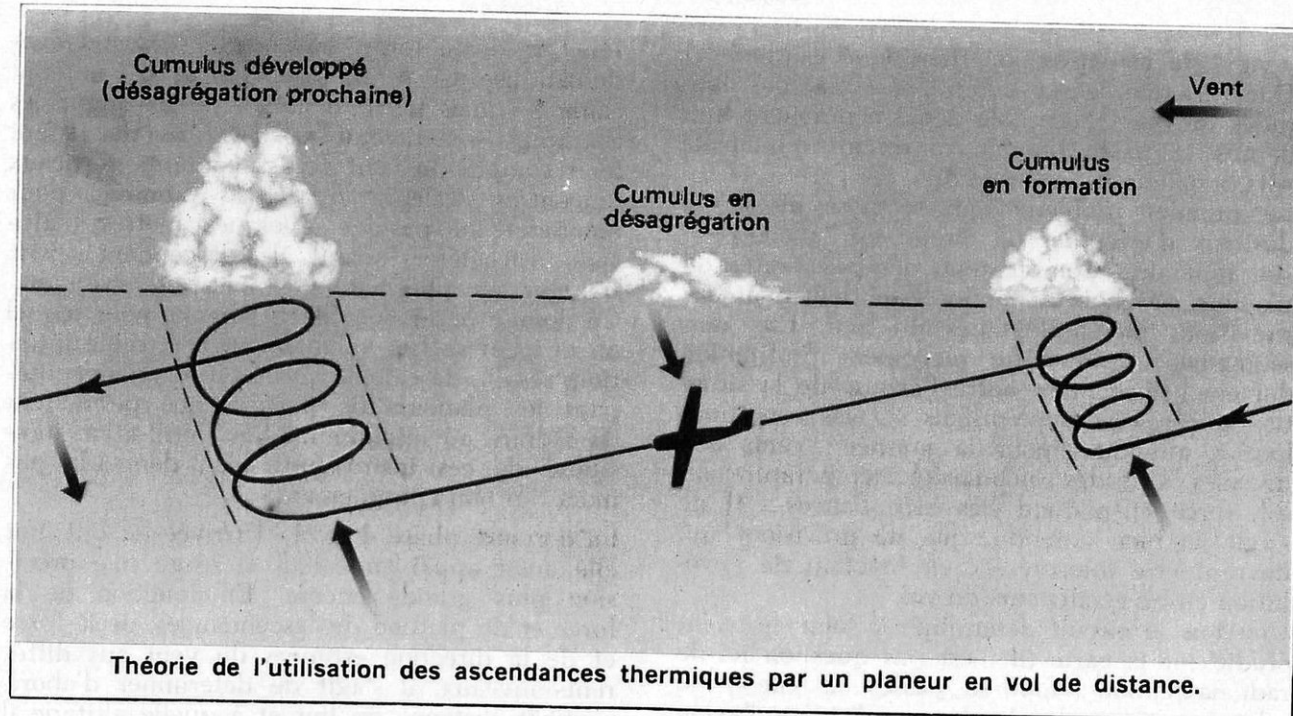 Cumulus développé
(désagrégation prochaine)
Vent
Cumulus
en formation
Cumulus en
désagrégation
Théorie de l'utilisation des ascendances thermiques par un planeur en vol de distance.